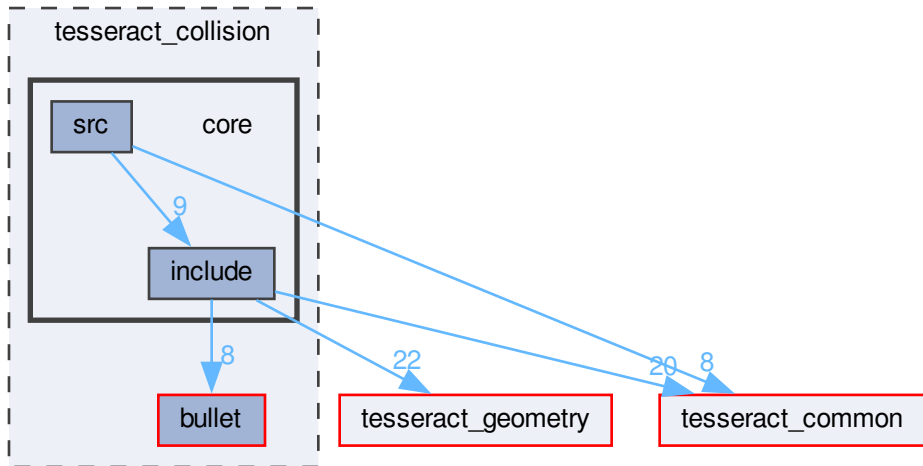 tesseract_collision
src
core
9
include
8
22
20
8
bullet
tesseract_geometry
tesseract_common